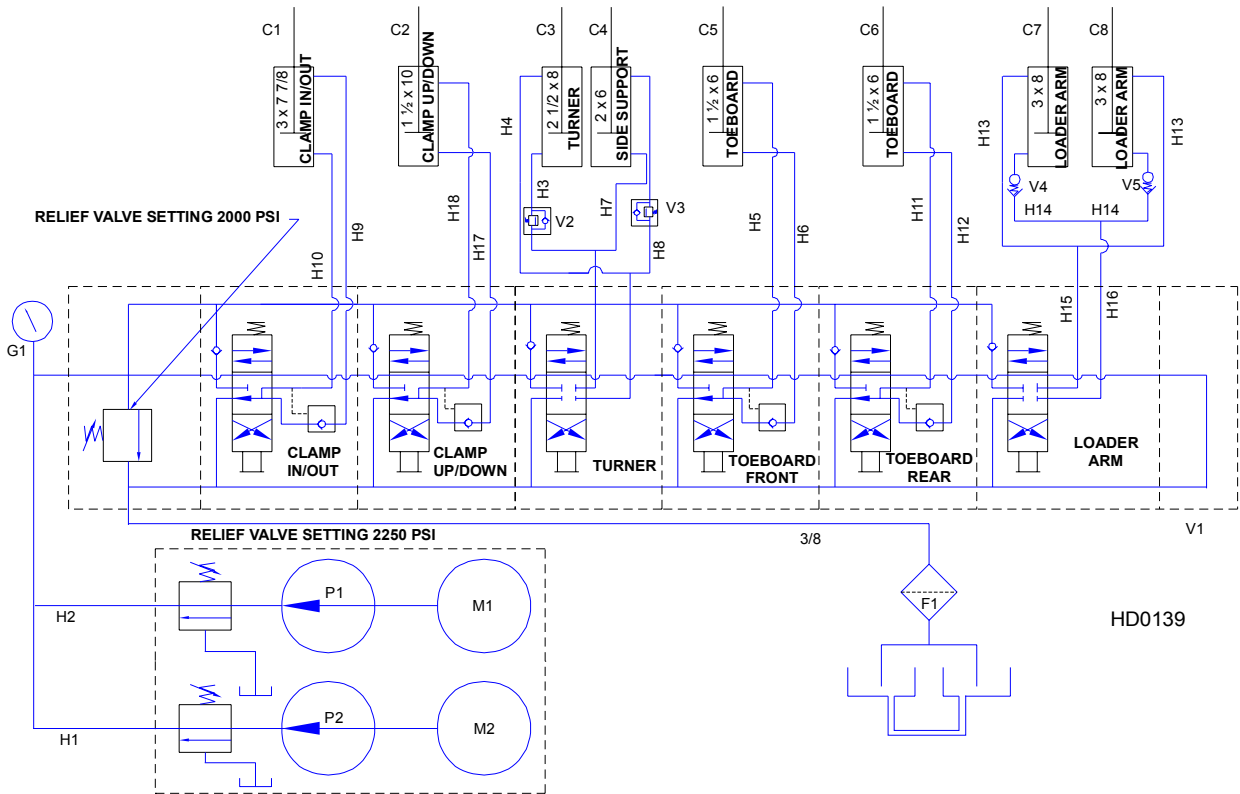 C1
C2
C3
C4
C5
C6
C7
C8
3 x 7 7/8
CLAMP IN/OUT
1 ½ x 10
CLAMP UP/DOWN
2 1/2 x 8
TURNER
2 x 6
SIDE SUPPORT
1 ½ x 6
TOEBOARD
1 ½ x 6
TOEBOARD
3 x 8
LOADER ARM
3 x 8
LOADER ARM
H4
H13
H13
H3
H7
V4
V5
RELIEF VALVE SETTING 2000 PSI
H9
H10
H18
H17
V2
V3
H8
H5
H6
H11
H12
H14
H14
H15
H16
G1
CLAMP
IN/OUT
CLAMP
UP/DOWN
TURNER
TOEBOARD
FRONT
TOEBOARD
REAR
LOADER
ARM
RELIEF VALVE SETTING 2250 PSI
3/8
V1
H2
P1
M1
F1
HD0139
H1
P2
M2